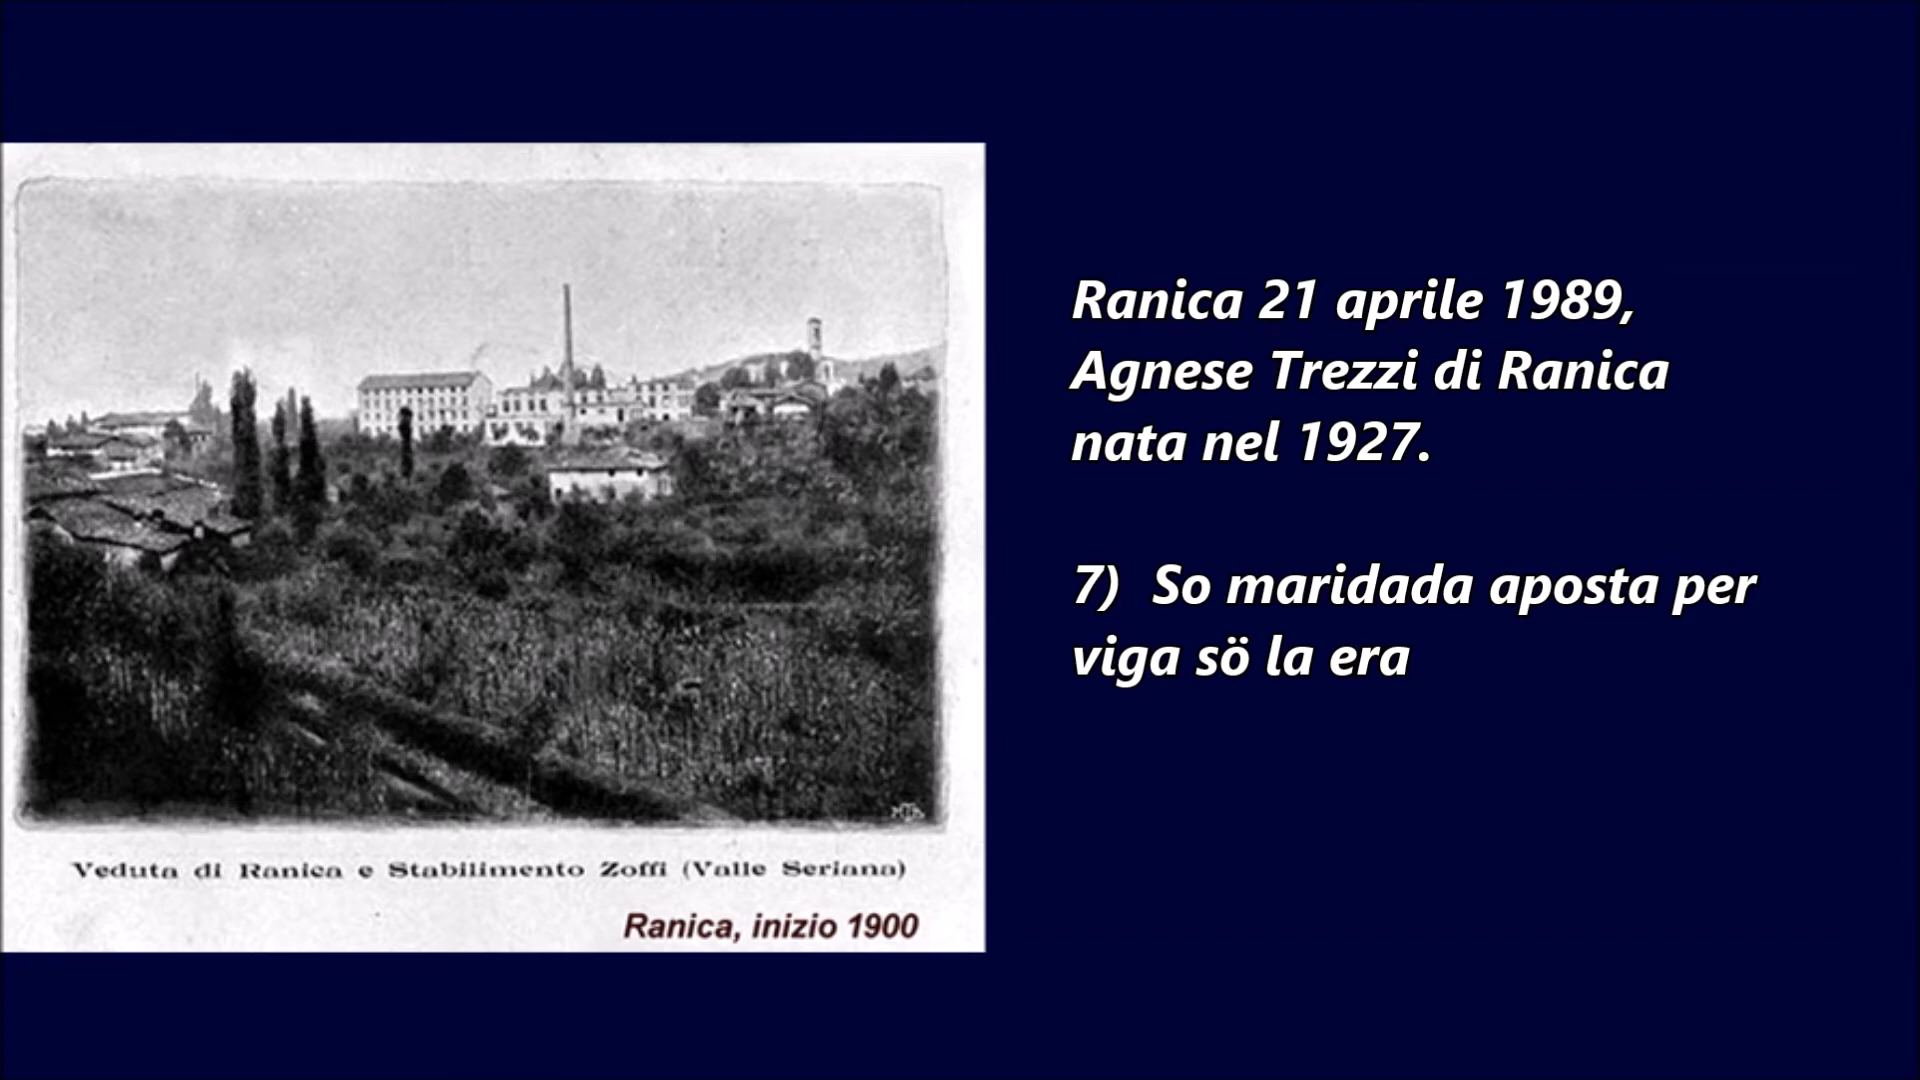 Ranica 21 aprile 1989,
Agnese Trezzi di Ranica
nata nel 1927.
7) So maridada aposta per
viga sö la era
Veduta di Ranica e Stabilimento Zoffi (Valle Seriana)
Ranica, inizio 1900